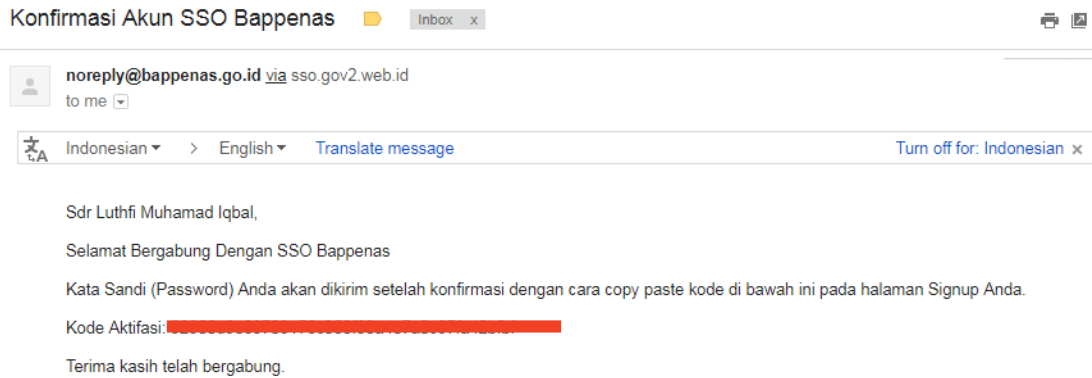 Konfirmasi Akun SSO Bappenas Inbox x
noreply@bappenas.go.id via sso.gov2.web.id
to me
Indonesian > English Translate message Turn off for: Indonesian x
Sdr Luthfi Muhamad Iqbal,
Selamat Bergabung Dengan SSO Bappenas
Kata Sandi (Password) Anda akan dikirim setelah konfirmasi dengan cara copy paste kode di bawah ini pada halaman Signup Anda.
Kode Aktifasi:
Terima kasih telah bergabung.